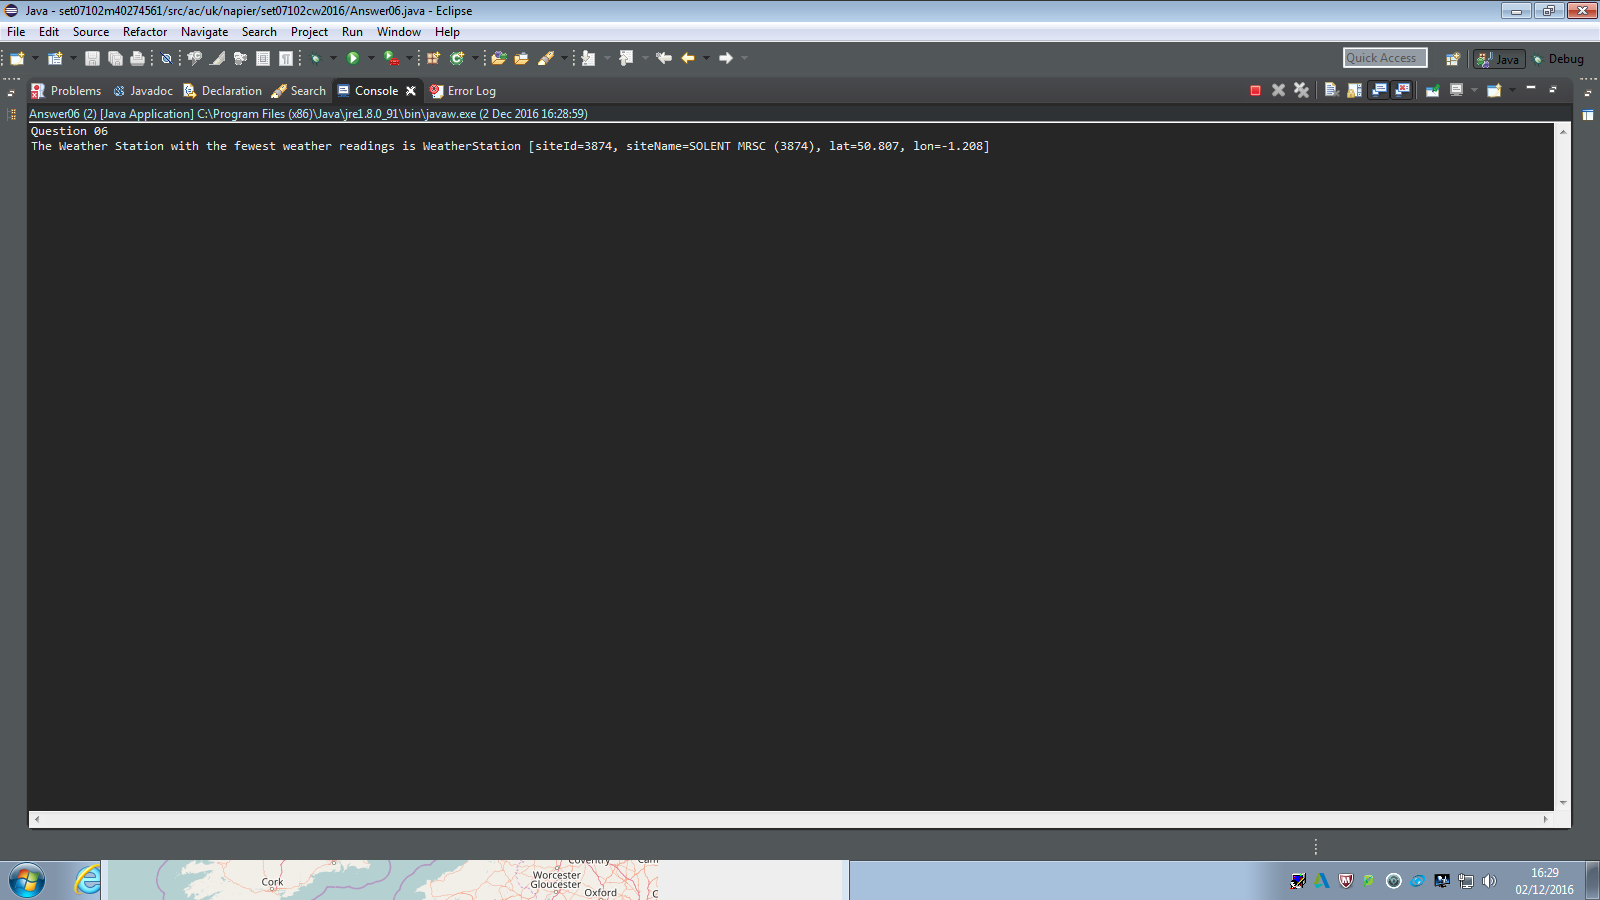 Java - set07102m40274561/src/ac/uk/napier/set07102cw2016/Answer06.java - Eclipse
File Edit Source Refactor Navigate Search Project Run Window Help
Quick Access Java Debug
Problems Javadoc Declaration Search Console Error Log
Answer06 (2) [Java Application] C:\Program Files (x86)\Java\jre1.8.0_91\bin\javaw.exe (2 Dec 2016 16:28:59)
Question 06
The Weather Station with the fewest weather readings is WeatherStation [siteId=3874, siteName=SOLENT MRSC (3874), lat=50.807, lon=-1.208]
Coventry
Cork
Worcester
Gloucester
Oxford
16:29
02/12/2016